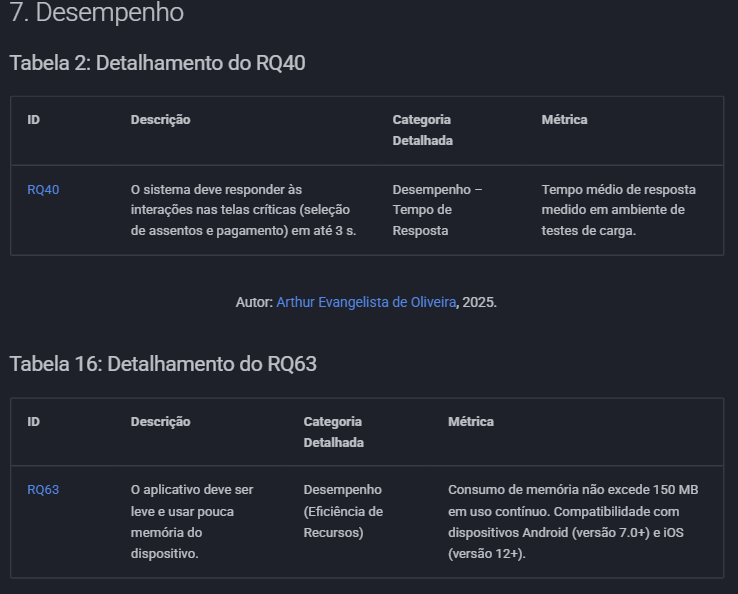 7. Desempenho
Tabela 2: Detalhamento do RQ40
ID Descrição Categoria Detalhada Métrica
RQ40 O sistema deve responder às interações nas telas críticas (seleção de assentos e pagamento) em até 3 s. Desempenho – Tempo de Resposta Tempo médio de resposta medido em ambiente de testes de carga.
Autor: Arthur Evangelista de Oliveira, 2025.
Tabela 16: Detalhamento do RQ63
ID Descrição Categoria Detalhada Métrica
RQ63 O aplicativo deve ser leve e usar pouca memória do dispositivo. Desempenho (Eficiência de Recursos) Consumo de memória não excede 150 MB em uso contínuo. Compatibilidade com dispositivos Android (versão 7.0+) e iOS (versão 12+).